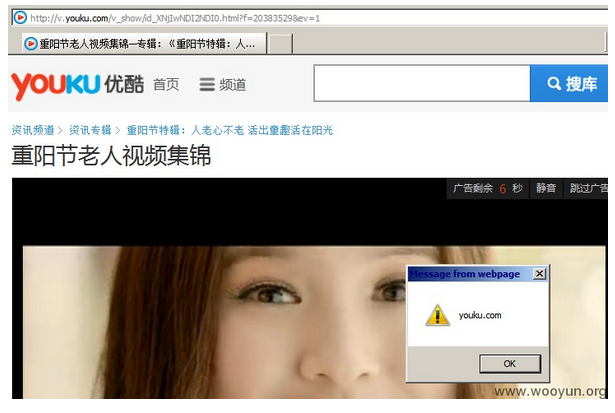 http://v.youku.com/v_show/id_XNjIwNDI2NDI0.html?f=20383529&ev=1
重阳节老人视频集锦—专辑：《重阳节特辑：人...
YOUKU 优酷 首页 频道 搜库
资讯频道 > 资讯专辑 > 重阳节特辑：人老心不老 活出童趣活在阳光
重阳节老人视频集锦
广告剩余 6 秒 静音 跳过广告
Message from webpage
youku.com
OK
www.wooyun.org